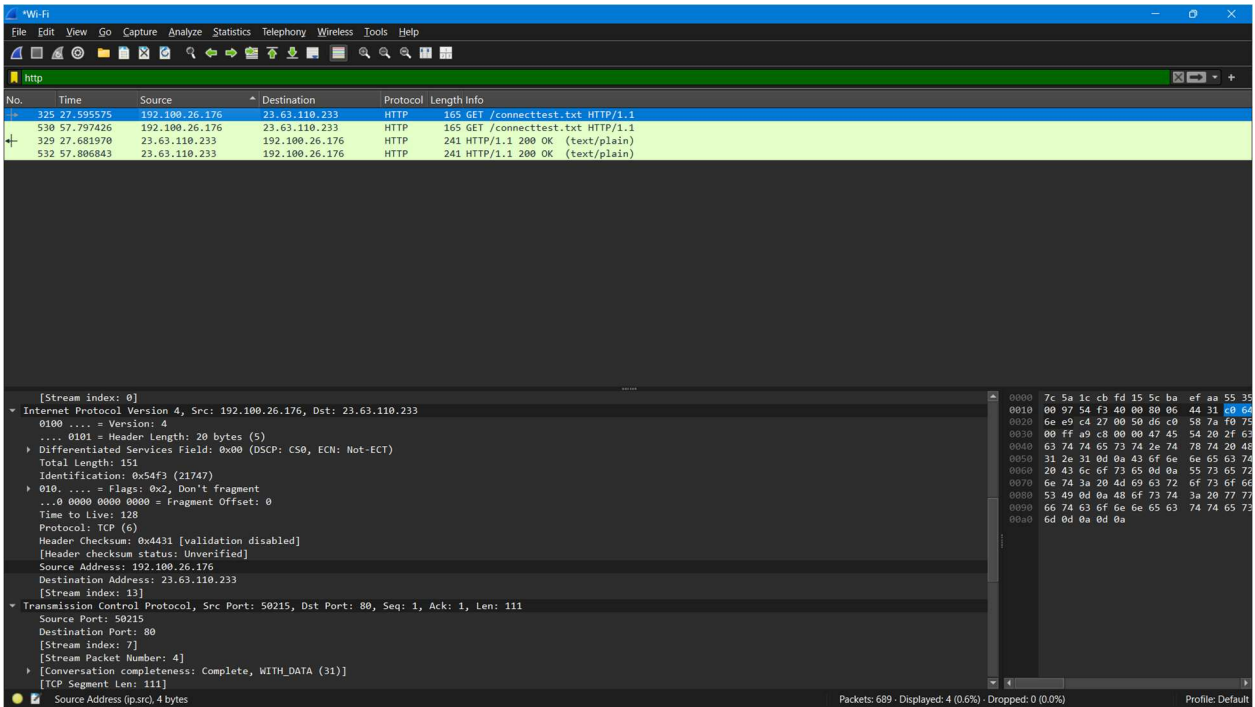 *Wi-Fi
File Edit View Go Capture Analyze Statistics Telephony Wireless Tools Help
http
No. Time Source Destination Protocol Length Info
325 27.595575 192.100.26.176 23.63.110.233 HTTP 165 GET /connecttest.txt HTTP/1.1
530 57.797426 192.100.26.176 23.63.110.233 HTTP 165 GET /connecttest.txt HTTP/1.1
329 27.681970 23.63.110.233 192.100.26.176 HTTP 241 HTTP/1.1 200 OK (text/plain)
532 57.806843 23.63.110.233 192.100.26.176 HTTP 241 HTTP/1.1 200 OK (text/plain)
[Stream index: 0]
Internet Protocol Version 4, Src: 192.100.26.176, Dst: 23.63.110.233
0100 .... = Version: 4
.... 0101 = Header Length: 20 bytes (5)
Differentiated Services Field: 0x00 (DSCP: CS0, ECN: Not-ECT)
Total Length: 151
Identification: 0x54f3 (21747)
010. .... = Flags: 0x2, Don't fragment
...0 0000 0000 0000 = Fragment Offset: 0
Time to Live: 128
Protocol: TCP (6)
Header Checksum: 0x4431 [validation disabled]
[Header checksum status: Unverified]
Source Address: 192.100.26.176
Destination Address: 23.63.110.233
[Stream index: 13]
Transmission Control Protocol, Src Port: 50215, Dst Port: 80, Seq: 1, Ack: 1, Len: 111
Source Port: 50215
Destination Port: 80
[Stream index: 7]
[Stream Packet Number: 4]
[Conversation completeness: Complete, WITH_DATA (31)]
[TCP Segment Len: 111]
0000 7c 5a 1c cb fd 15 5c ba ef aa 55 35
0010 00 97 54 f3 40 00 80 06 44 31 c0 64
0020 6e e9 c4 27 00 50 d6 c0 58 7a f0 75
0030 00 ff a9 c8 00 00 47 45 54 20 2f 63
0040 63 74 74 65 73 74 2e 74 78 74 20 48
0050 31 2e 31 0d 0a 43 6f 6e 6e 65 63 74
0060 20 43 6c 6f 73 65 0d 0a 55 73 65 72
0070 6e 74 3a 20 4d 69 63 72 6f 73 6f 66
0080 53 49 0d 0a 48 6f 73 74 3a 20 77 77
0090 66 74 63 6f 6e 6e 65 63 74 74 65 73
00a0 6d 0d 0a 0d 0a
Source Address (ip.src), 4 bytes
Packets: 689 · Displayed: 4 (0.6%) · Dropped: 0 (0.0%)
Profile: Default